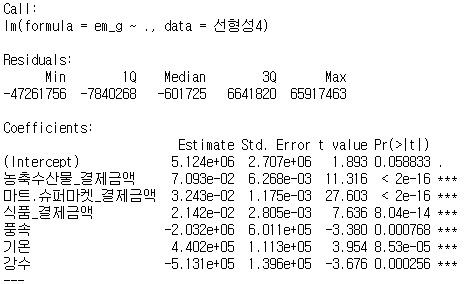 Call:
lm(formula = em_g ~ ., data = 선형성4)
Residuals:
Min 1Q Median 3Q Max
-47261756 -7840268 -601725 6641820 65917463
Coefficients:
Estimate Std. Error t value Pr(>|t|)
(Intercept) 5.124e+06 2.707e+06 1.893 0.058833 .
농축수산물_결제금액 7.093e-02 6.268e-03 11.316 < 2e-16 ***
마트.슈퍼마켓_결제금액 3.243e-02 1.175e-03 27.603 < 2e-16 ***
식품_결제금액 2.142e-02 2.805e-03 7.636 8.04e-14 ***
풍속 -2.032e+06 6.011e+05 -3.380 0.000768 ***
기온 4.402e+05 1.113e+05 3.954 8.53e-05 ***
강수 -5.131e+05 1.396e+05 -3.676 0.000256 ***
---